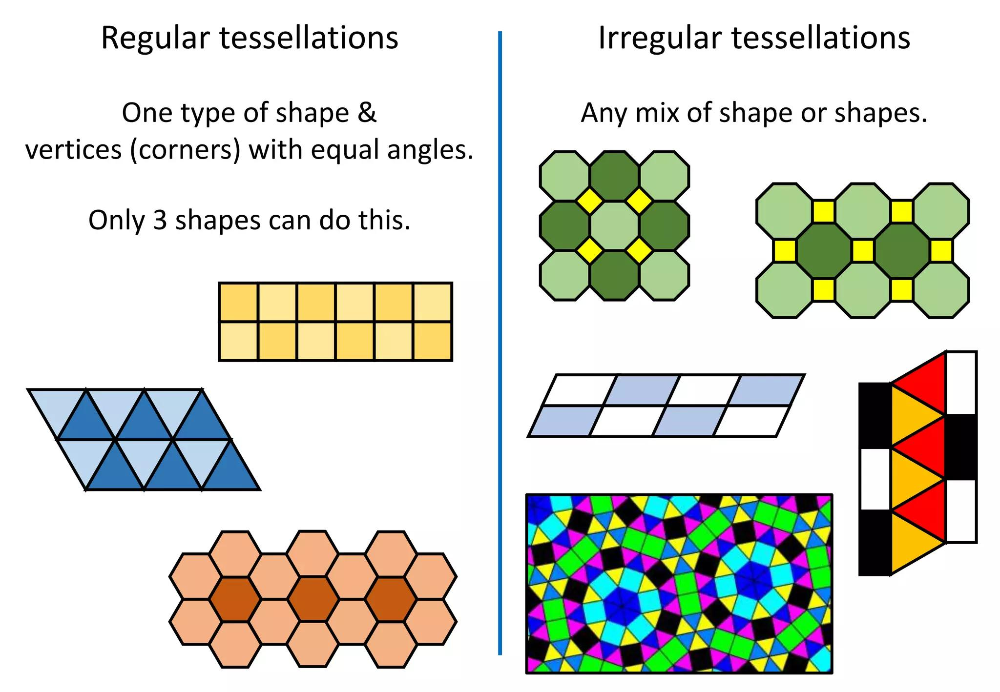 Regular tessellations
One type of shape &
vertices (corners) with equal angles.
Only 3 shapes can do this.
Irregular tessellations
Any mix of shape or shapes.